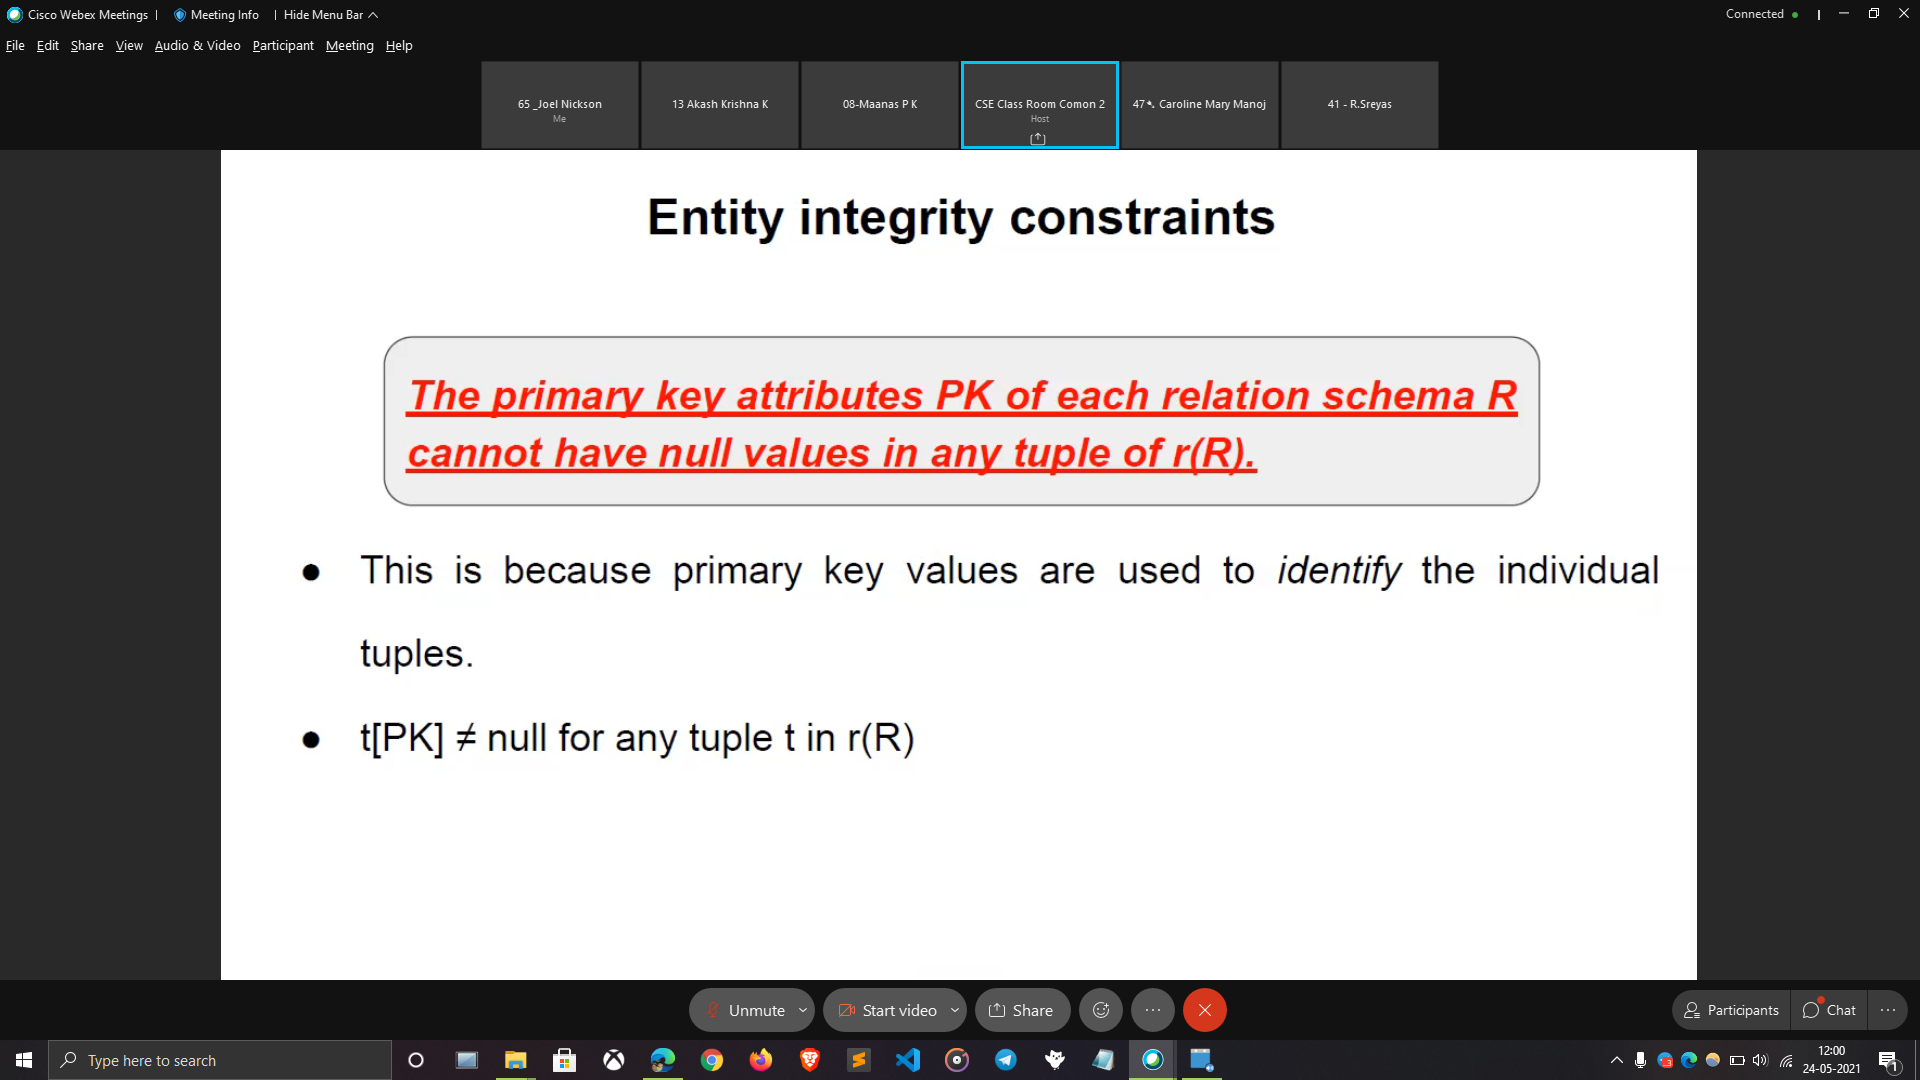 Cisco Webex Meetings | Meeting Info | Hide Menu Bar Connected
File Edit Share View Audio & Video Participant Meeting Help
65 _Joel Nickson 13 Akash Krishna K 08-Maanas P K CSE Class Room Comon 2 47 Caroline Mary Manoj 41 - R.Sreyas
Me Host
Entity integrity constraints
The primary key attributes PK of each relation schema R
cannot have null values in any tuple of r(R).
● This is because primary key values are used to identify the individual
tuples.
● t[PK] ≠ null for any tuple t in r(R)
Unmute Start video Share Participants Chat
Type here to search
12:00
24-05-2021
3
1